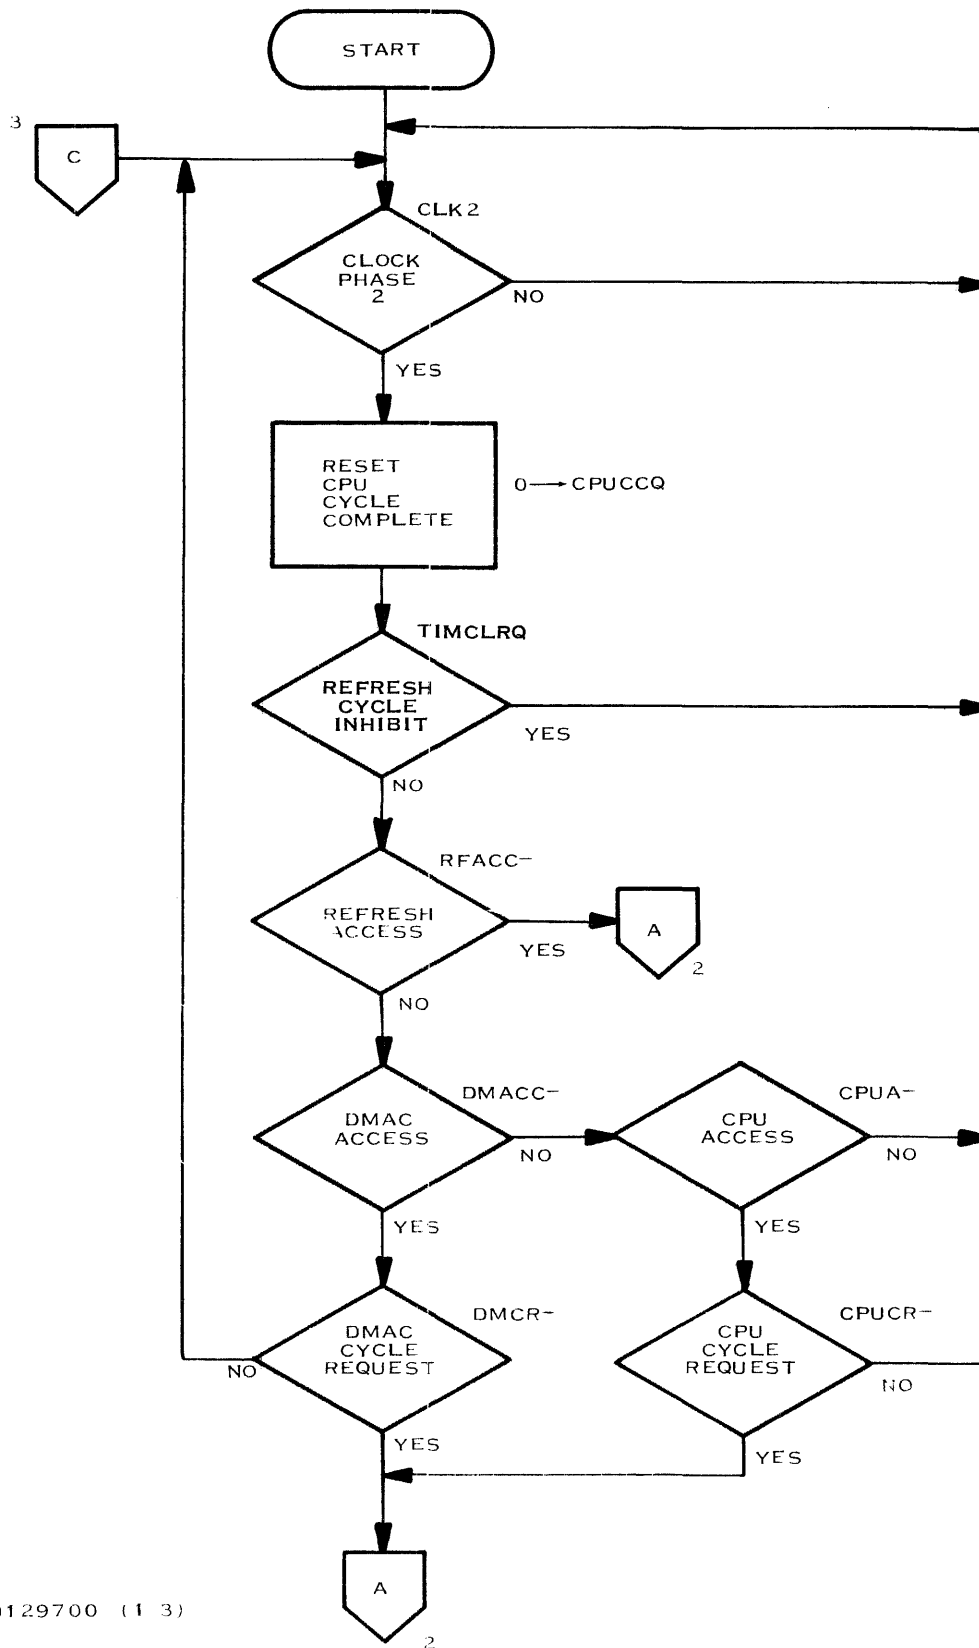 START
3
C
CLK2
CLOCK
PHASE
2
NO
YES
RESET
CPU
CYCLE
COMPLETE
0→CPUCCQ
TIMCLRQ
REFRESH
CYCLE
INHIBIT
YES
NO
RFACC-
REFRESH
ACCESS
YES
A
2
NO
DMACC-
DMAC
ACCESS
NO
CPUA-
CPU
ACCESS
NO
YES
YES
DMCR-
DMAC
CYCLE
REQUEST
NO
CPUCR-
CPU
CYCLE
REQUEST
NO
YES
YES
A
2
129700 (1 3)